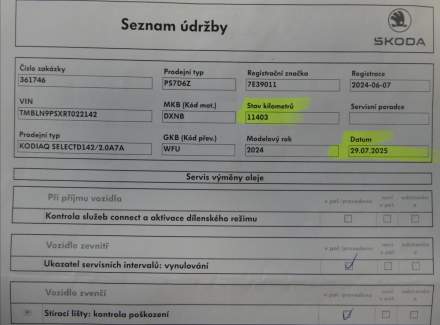 Seznam údržby
ŠKODA
Číslo zakázky Prodejní typ Registrační značka Registrace
361746 PS7D6Z 7E39011 2024-06-07
VIN MKB (Kód mot.) Stav kilometrů Servisní poradce
TMBLN9PSXRT022142 DXNB 11403
Prodejní typ GKB (Kód přev.) Modelový rok Datum
KODIAQ SELECTD142/2.0A7A WFU 2024 29.07.2025
Servis výměny oleje
Při příjmu vozidla
Kontrola služeb connect a aktivace dílenského režimu
Vozidlo zevnitř
Ukazatel servisních intervalů: vynulování
Vozidlo zvenčí
Stírací lišty: kontrola poškození